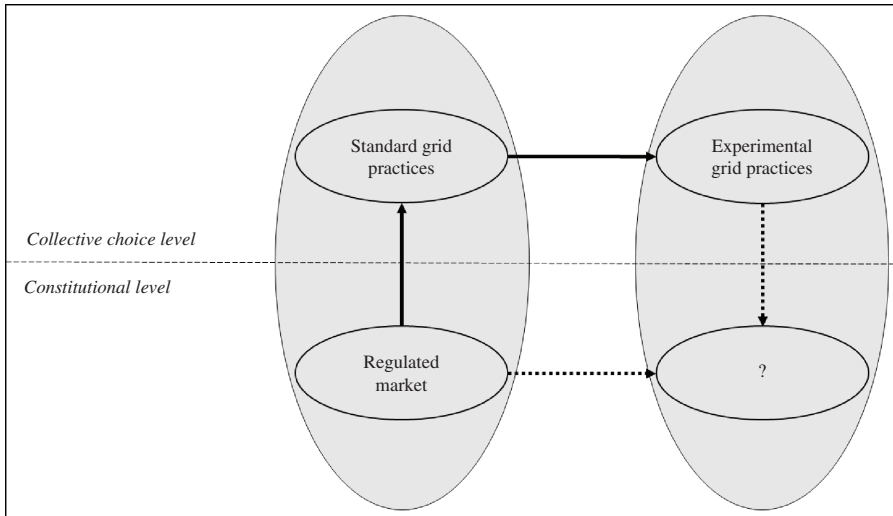 Standard grid
practices
Experimental
grid practices
Collective choice level
Constitutional level
Regulated
market
?